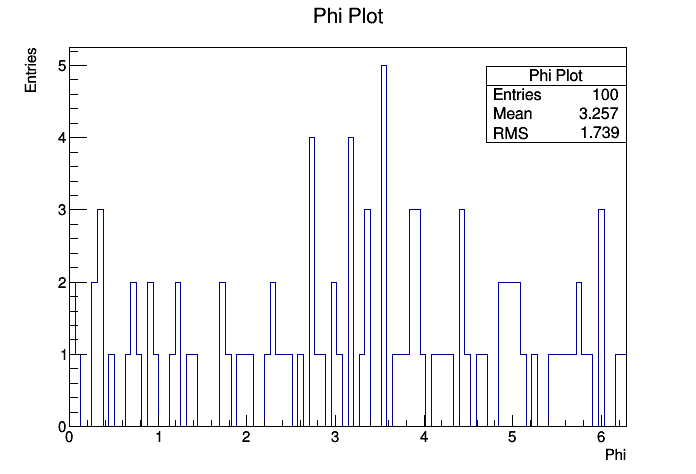 Phi Plot
Entries
Phi Plot
Entries 100
Mean 3.257
RMS 1.739
5
4
3
2
1
0
0 1 2 3 4 5 6
Phi